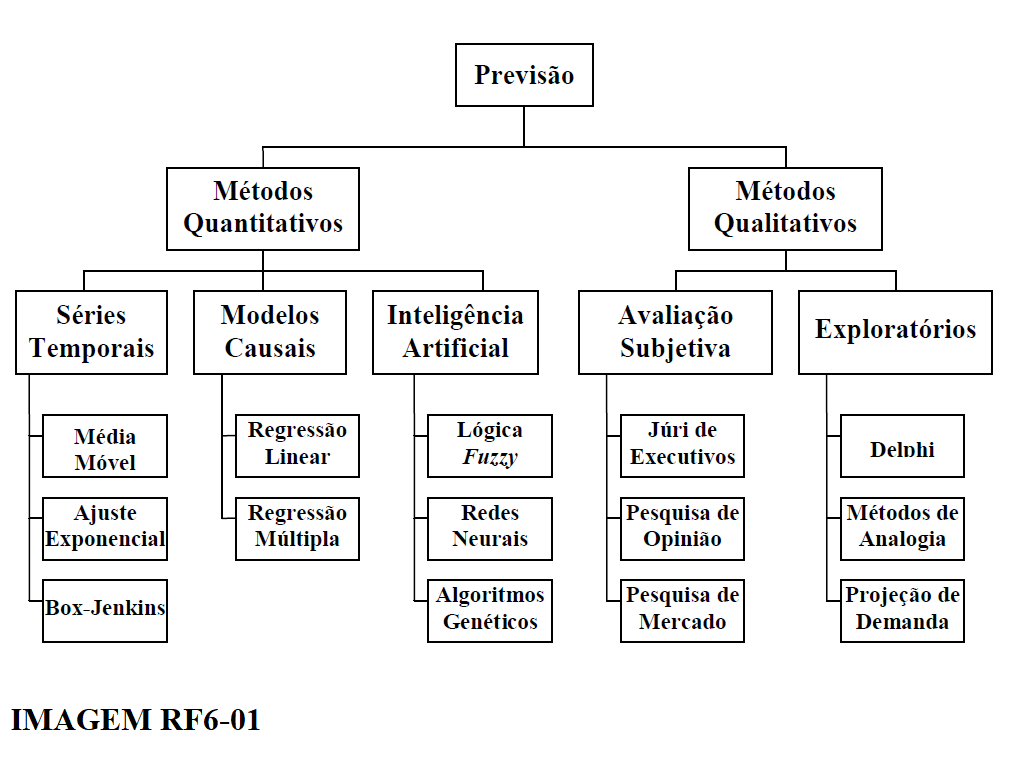 Previsão
Métodos
Quantitativos
Métodos
Qualitativos
Séries
Temporais
Modelos
Causais
Inteligência
Artificial
Avaliação
Subjetiva
Exploratórios
Média
Móvel
Ajuste
Exponencial
Box-Jenkins
Regressão
Linear
Regressão
Múltipla
Lógica
Fuzzy
Redes
Neurais
Algoritmos
Genéticos
Júri de
Executivos
Pesquisa de
Opinião
Pesquisa de
Mercado
Delphi
Métodos de
Analogia
Projeção de
Demanda
IMAGEM RF6-01